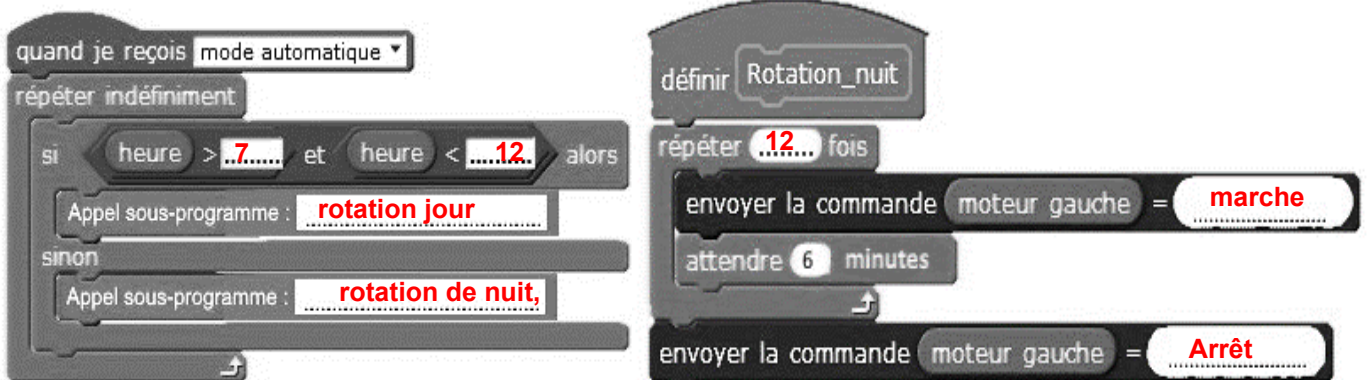 quand je reçois mode automatique
répéter indéfiniment
si heure > .7...... et heure < ......12.. alors
Appel sous-programme : rotation jour
sinon
Appel sous-programme : rotation de nuit,
définir Rotation_nuit
répéter 12 fois
envoyer la commande moteur gauche = marche
attendre 6 minutes
envoyer la commande moteur gauche = Arrêt